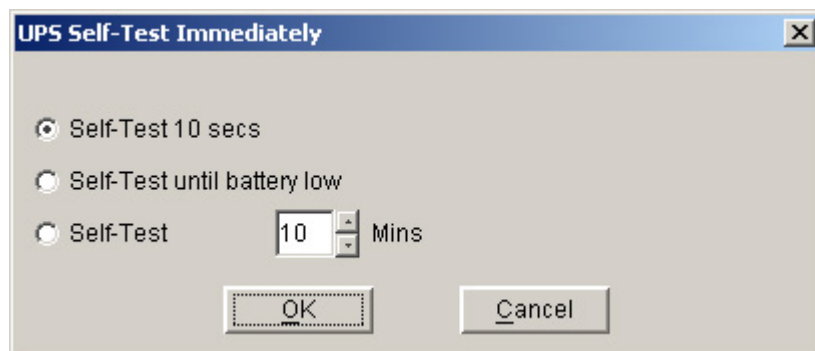 UPS Self-Test Immediately
Self-Test 10 secs
Self-Test until battery low
Self-Test 10 Mins
OK Cancel